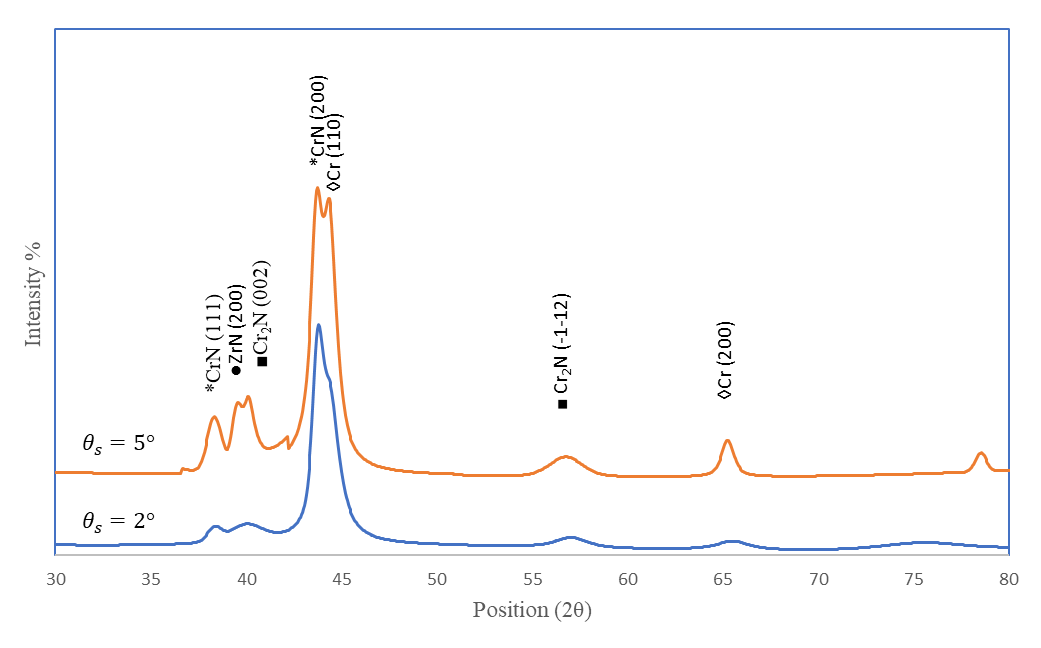 *CrN (200)
◊Cr (110)
*CrN (111)
●ZrN (200)
■Cr₂N (002)
■ Cr₂N (-1-12)
◊Cr (200)
Intensity %
θₛ = 5°
θₛ = 2°
30 35 40 45 50 55 60 65 70 75 80
Position (2θ)